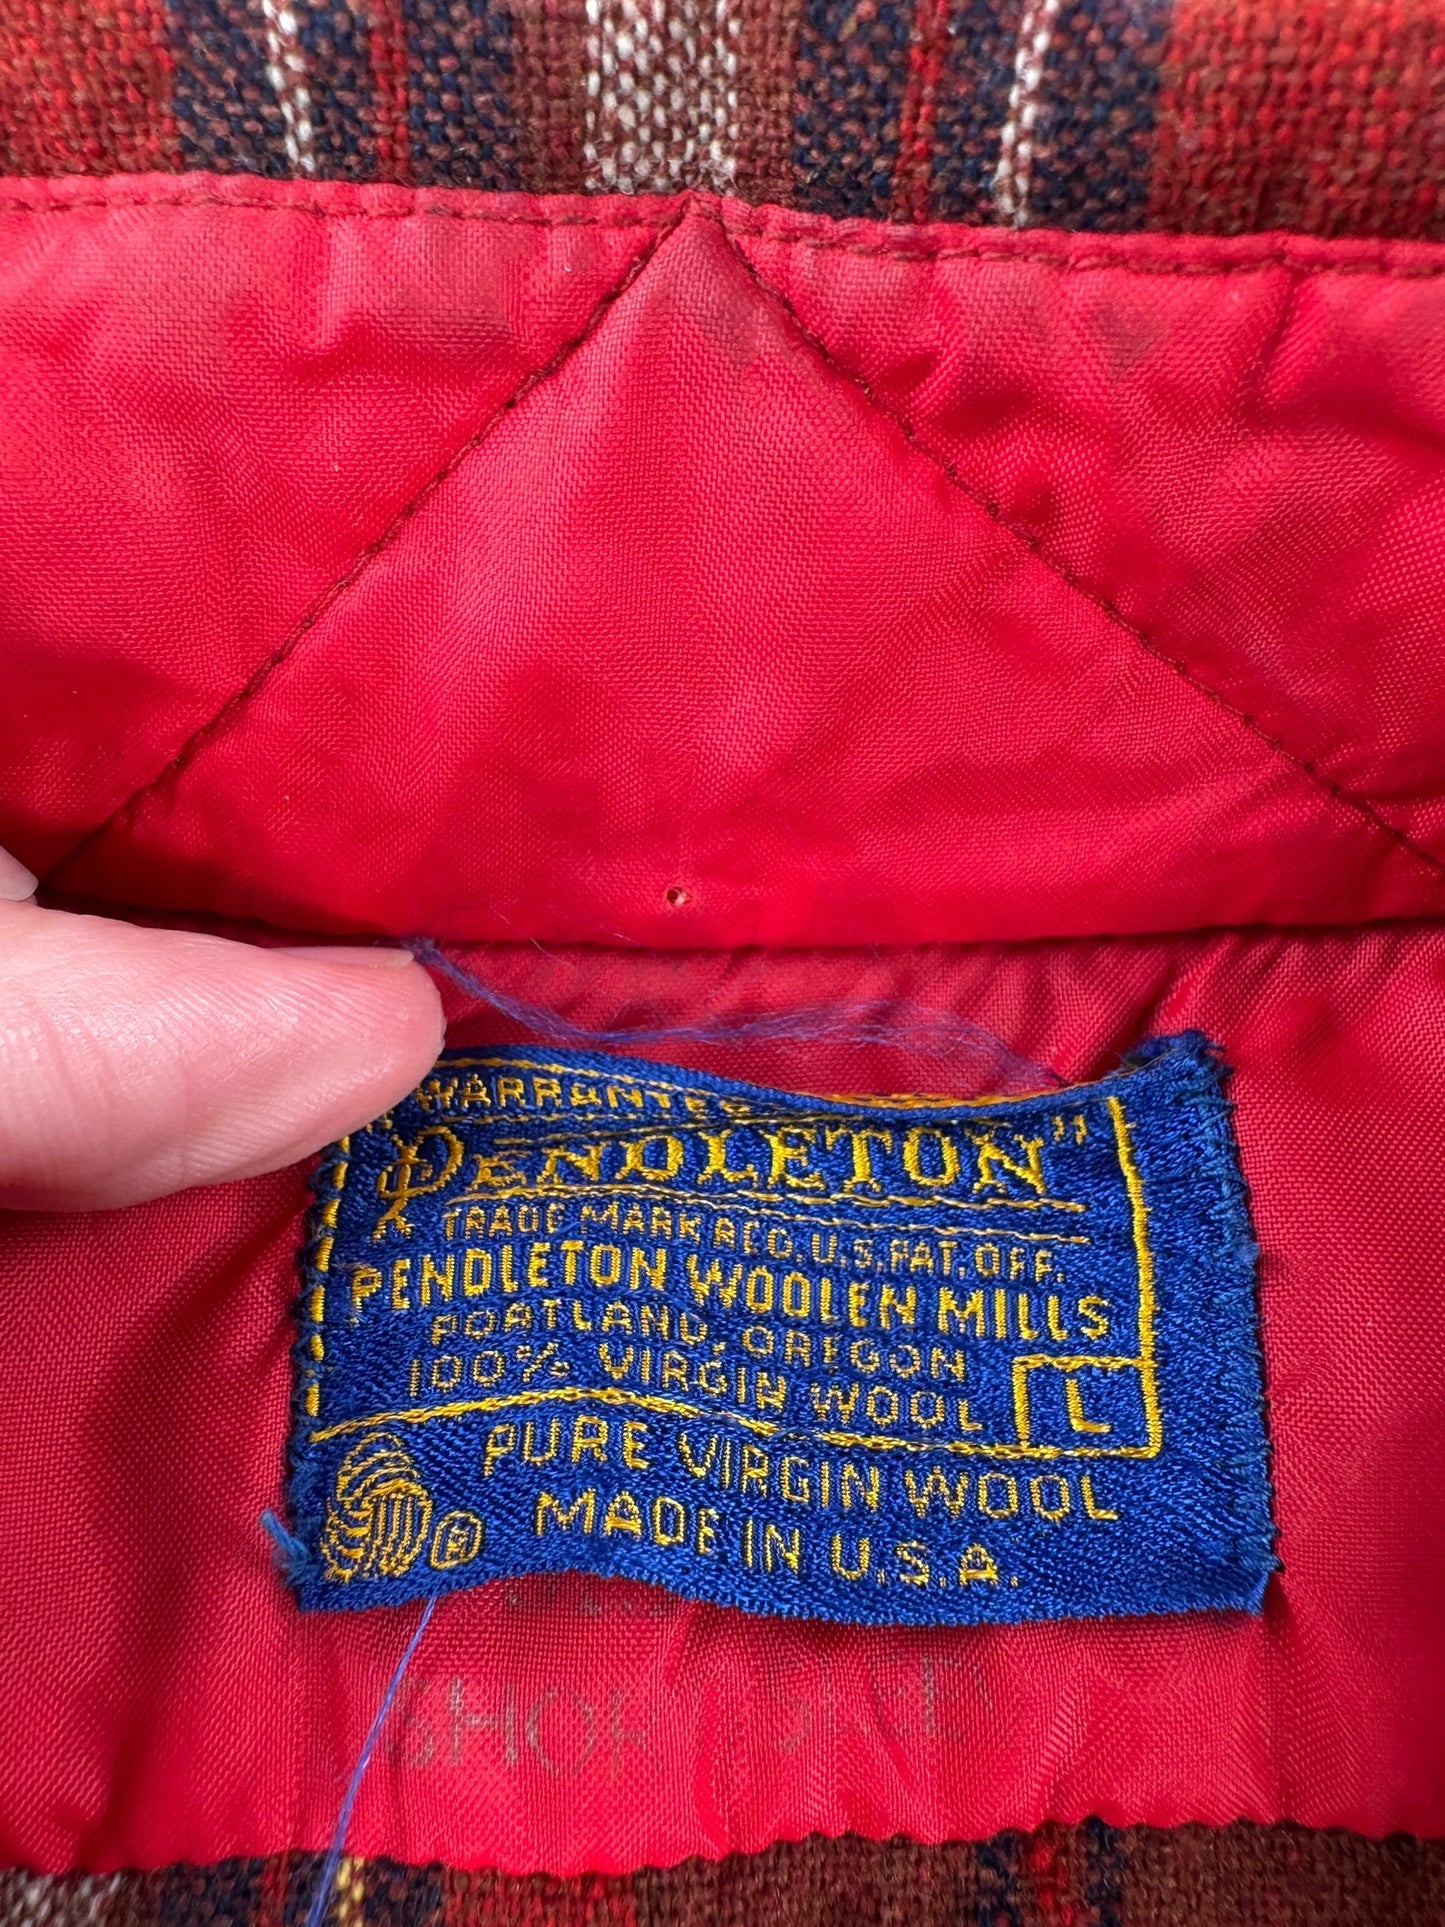 WARRANTED
"PENDLETON"
TRADE MARK REG. U.S. PAT. OFF.
PENDLETON WOOLEN MILLS
PORTLAND, OREGON
100% VIRGIN WOOL
L
PURE VIRGIN WOOL
® MADE IN U.S.A.